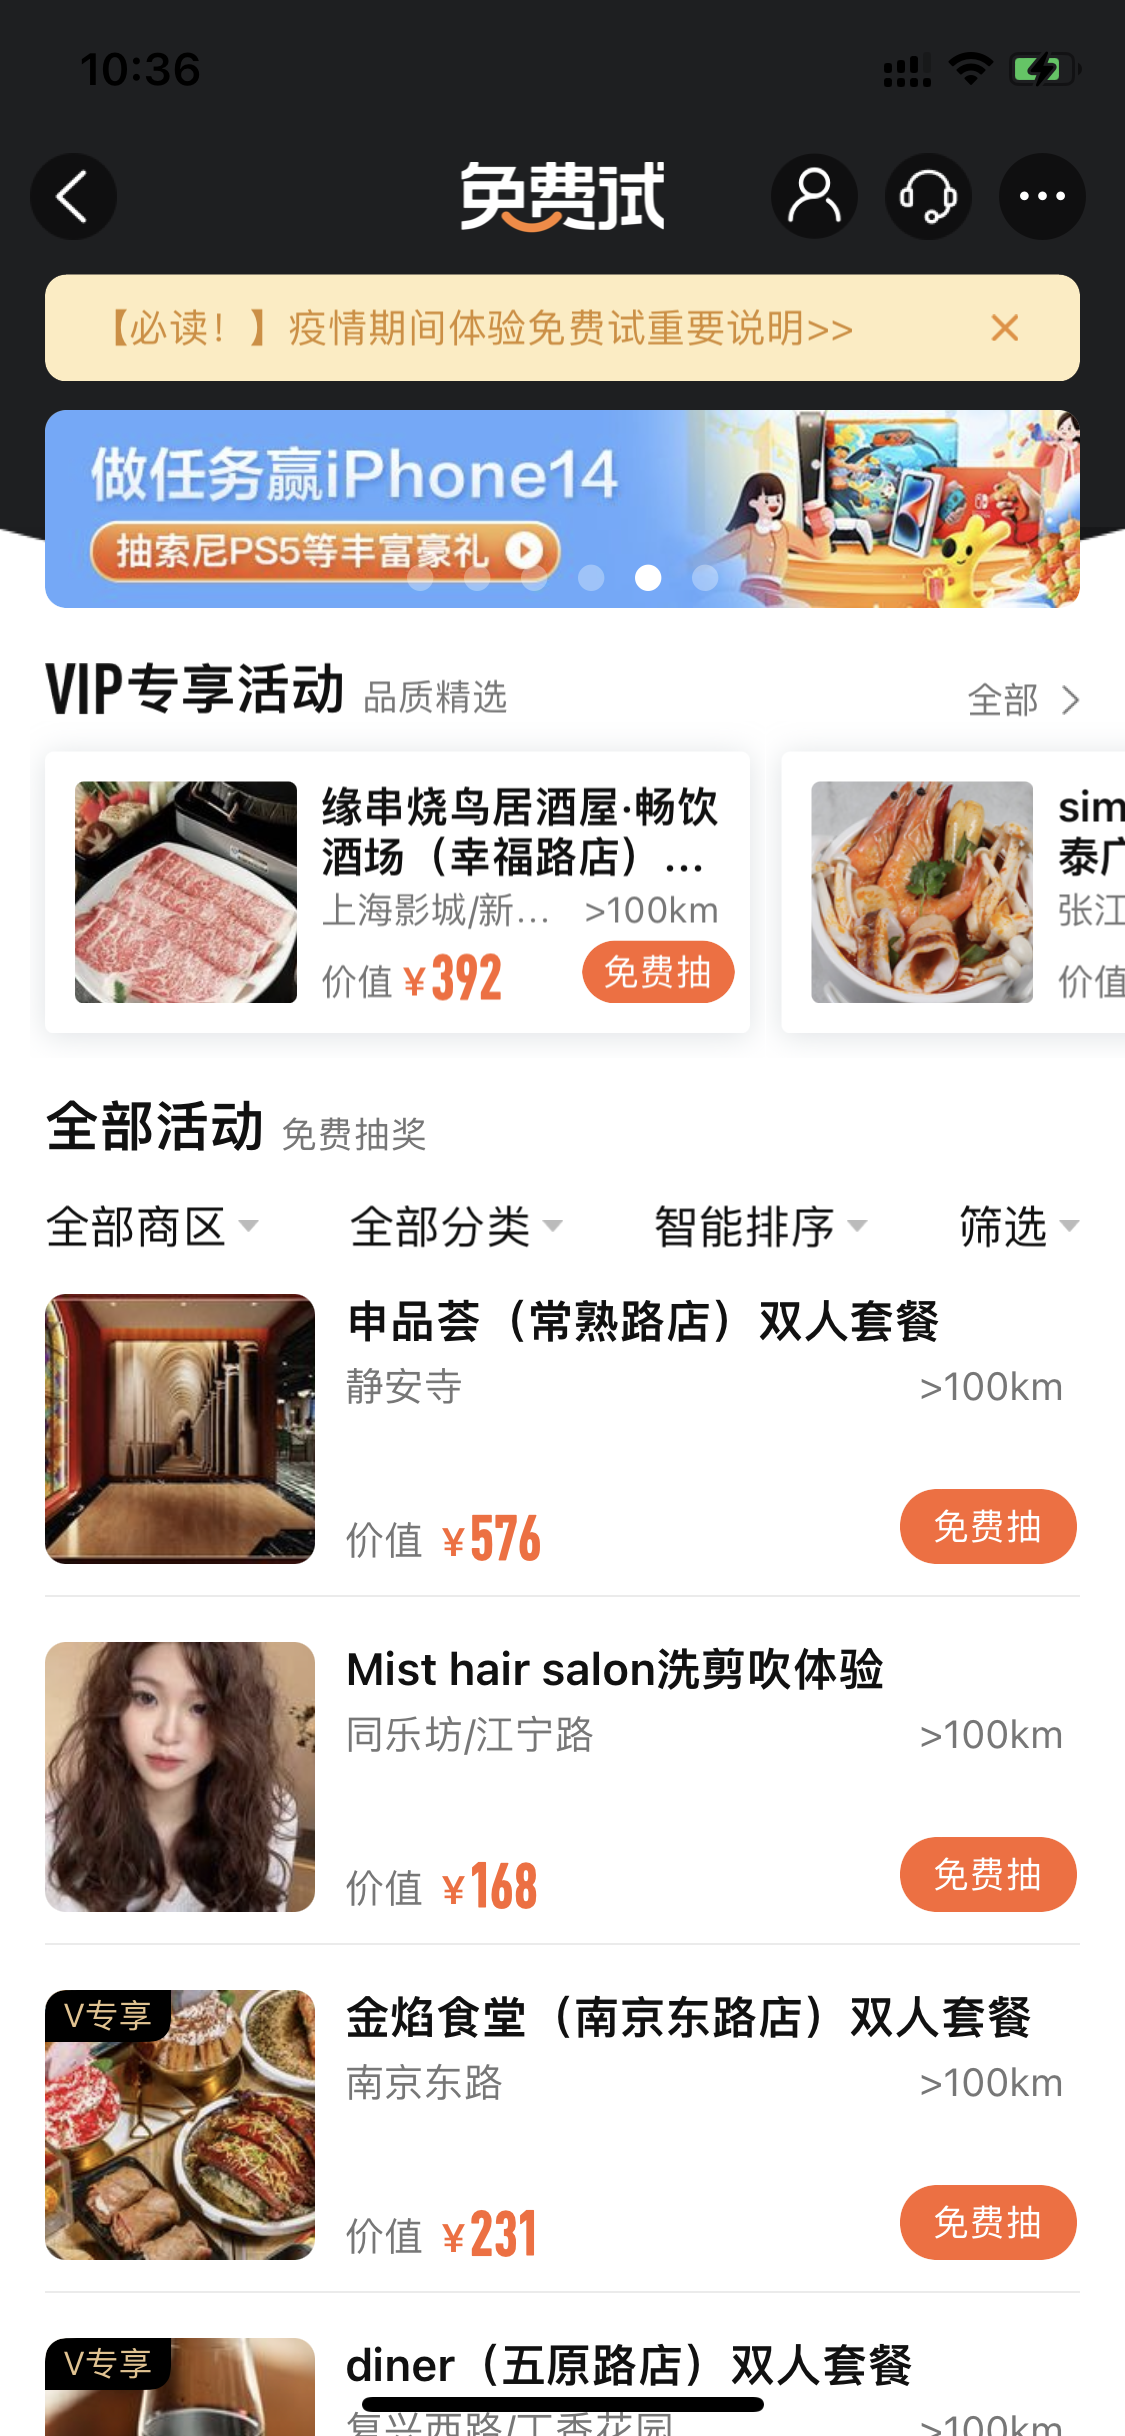 10:36
免费试
【必读！】疫情期间体验免费试重要说明>>
做任务赢iPhone14
抽索尼PS5等丰富豪礼
VIP专享活动 品质精选
全部
缘串烧鸟居酒屋·畅饮
酒场（幸福路店）...
上海影城/新... >100km
价值 ¥392
免费抽
sim
泰广
张江
价值
全部活动 免费抽奖
全部商区 全部分类 智能排序 筛选
申品荟（常熟路店）双人套餐
静安寺 >100km
价值 ¥576
免费抽
Mist hair salon洗剪吹体验
同乐坊/江宁路 >100km
价值 ¥168
免费抽
V专享
金焰食堂（南京东路店）双人套餐
南京东路 >100km
价值 ¥231
免费抽
V专享
diner（五原路店）双人套餐
复兴西路/丁香花园 >100km